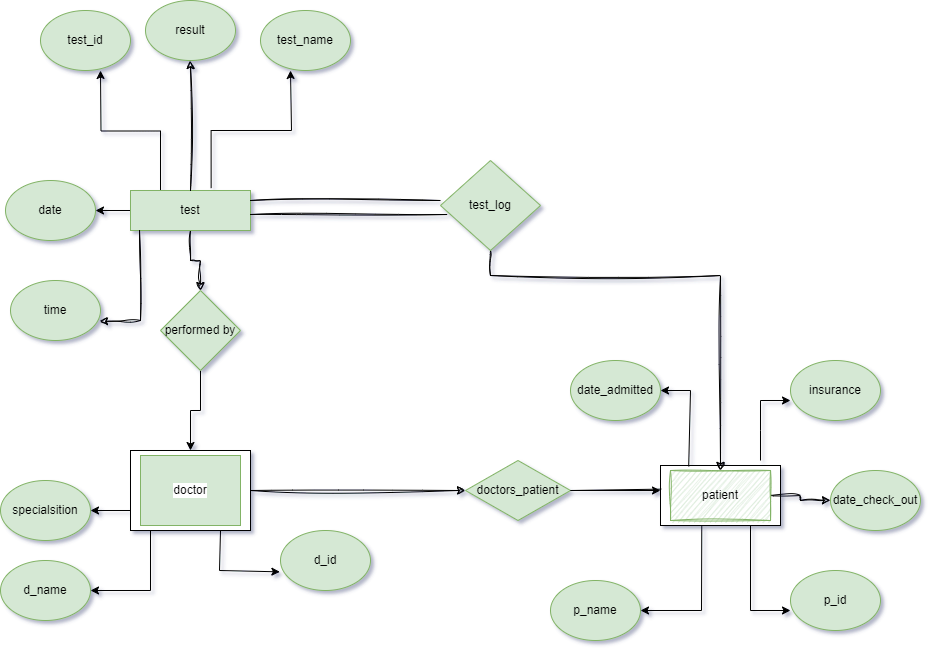 result
test_id
test_name
test_log
date
test
time
performed by
date_admitted
insurance
doctor
doctors_patient
patient
date_check_out
specialsition
d_id
d_name
p_id
p_name